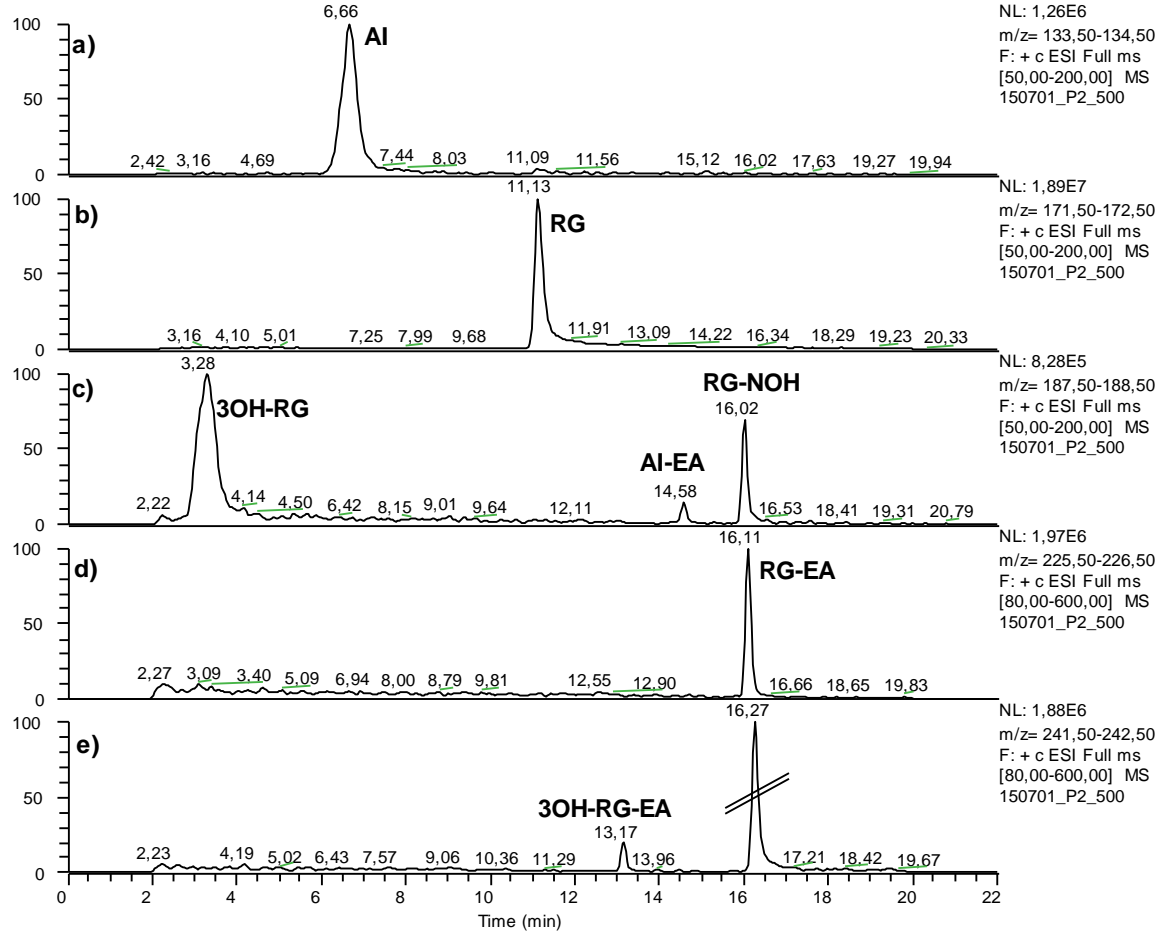 6,66
100
a)
AI
50
2,42 3,16 4,69 7,44 8,03 11,09 11,56 15,12 16,02 17,63 19,27 19,94
0
NL: 1,26E6
m/z= 133,50-134,50
F: + c ESI Full ms
[50,00-200,00] MS
150701_P2_500
11,13
100
b)
RG
50
3,16 4,10 5,01 7,25 7,99 9,68 11,91 13,09 14,22 16,34 18,29 19,23 20,33
0
NL: 1,89E7
m/z= 171,50-172,50
F: + c ESI Full ms
[50,00-200,00] MS
150701_P2_500
3,28
100
c)
3OH-RG
RG-NOH
16,02
AI-EA
50
14,58
2,22 4,14 4,50 6,42 8,15 9,01 9,64 12,11 16,53 18,41 19,31 20,79
0
NL: 8,28E5
m/z= 187,50-188,50
F: + c ESI Full ms
[50,00-200,00] MS
150701_P2_500
16,11
100
d)
RG-EA
50
2,27 3,09 3,40 5,09 6,94 8,00 8,79 9,81 12,55 12,90 16,66 18,65 19,83
0
NL: 1,97E6
m/z= 225,50-226,50
F: + c ESI Full ms
[80,00-600,00] MS
150701_P2_500
16,27
100
e)
50
3OH-RG-EA
13,17
2,23 4,19 5,02 6,43 7,57 9,06 10,36 11,29 13,96 17,21 18,42 19,67
0
NL: 1,88E6
m/z= 241,50-242,50
F: + c ESI Full ms
[80,00-600,00] MS
150701_P2_500
0 2 4 6 8 10 12 14 16 18 20 22
Time (min)